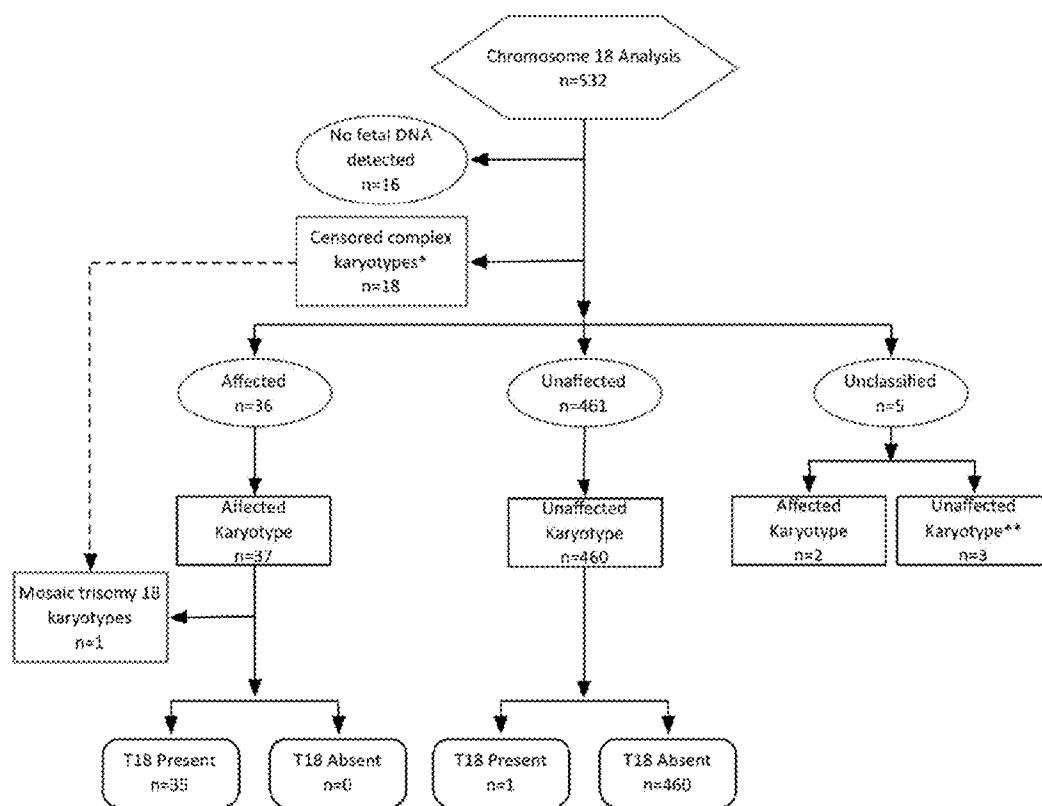 Chromosome 18 Analysis
n=532
No fetal DNA
detected
n=16
Censored complex
karyotypes*
n=18
Affected
n=36
Unaffected
n=461
Unclassified
n=5
Affected
Karyotype
n=37
Unaffected
Karyotype
n=460
Affected
Karyotype
n=2
Unaffected
Karyotype**
n=3
Mosaic trisomy 18
karyotypes
n=1
T18 Present
n=35
T18 Absent
n=0
T18 Present
n=1
T18 Absent
n=460